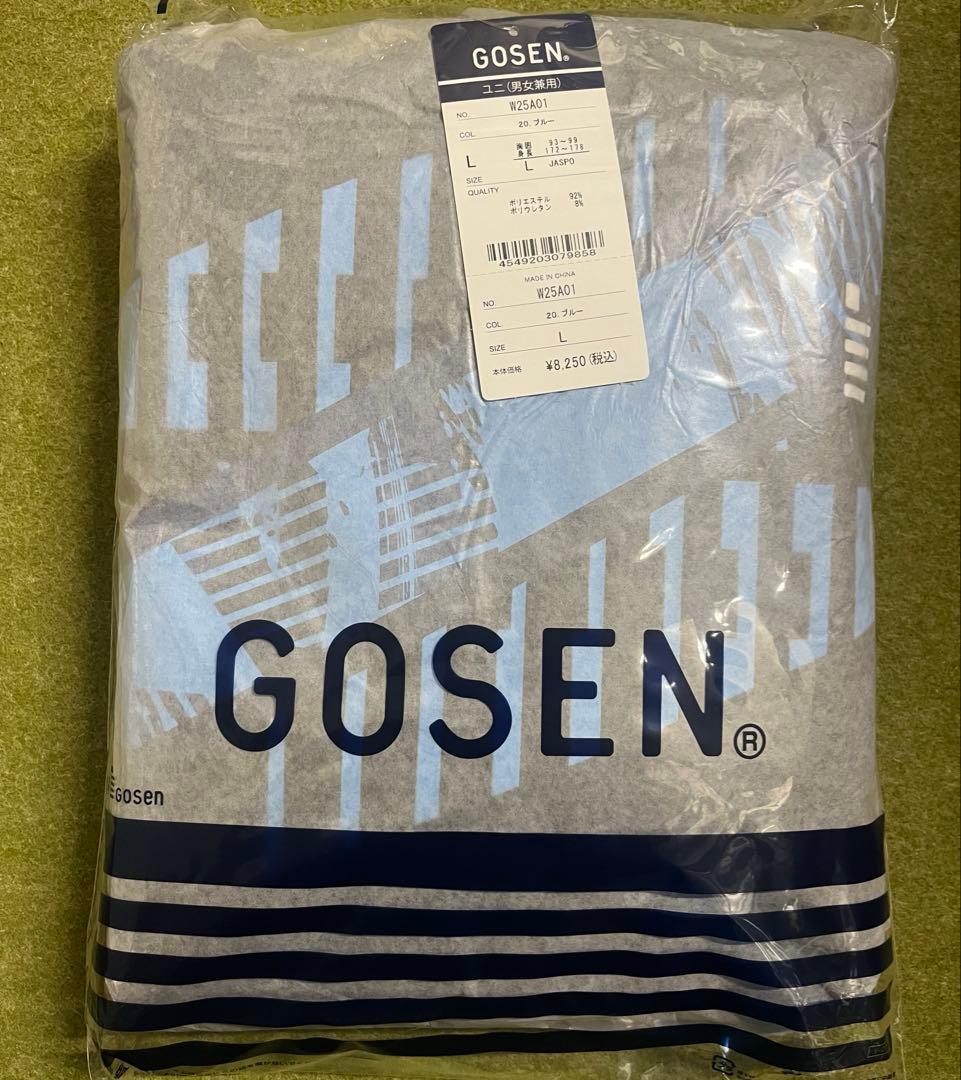 GOSEN®
ユニ(男女兼用)
NO. W25A01
COL. 20.ブルー
L 胸囲 93〜99
身長 172〜178
SIZE L JASPO
QUALITY
ポリエステル 92%
ポリウレタン 8%
4549203079858
MADE IN CHINA
NO. W25A01
COL. 20.ブルー
SIZE L
本体価格 ¥8,250(税込)
GOSEN®
GOSEN